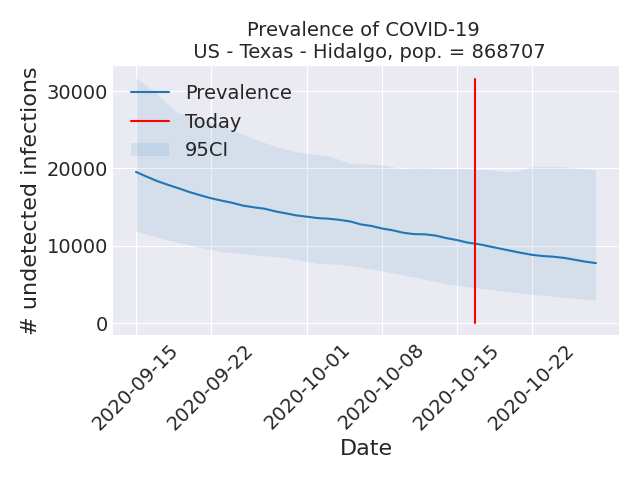 Prevalence of COVID-19
US - Texas - Hidalgo, pop. = 868707
# undetected infections
30000
20000
10000
0
Prevalence
Today
95CI
2020-09-15
2020-09-22
2020-10-01
2020-10-08
2020-10-15
2020-10-22
Date